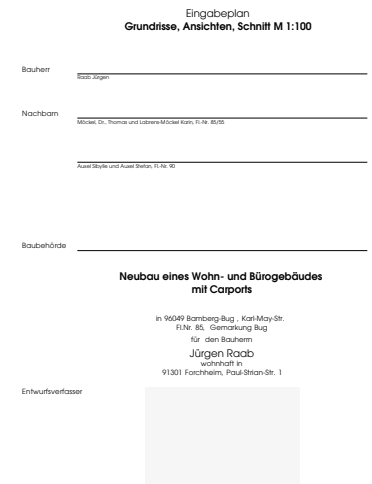 Eingabeplan
Grundrisse, Ansichten, Schnitt M 1:100
Bauherr
Raab Jürgen
Nachbarn
Möckel, Dr., Thomas und Labrens-Möckel Karin, Fl.-Nr. 85/55
Auxel Sibylle und Auxel Stefan, Fl.-Nr. 90
Baubehörde
Neubau eines Wohn- und Bürogebäudes
mit Carports
in 96049 Bamberg-Bug , Karl-May-Str.
Fl.Nr. 85, Gemarkung Bug
für den Bauherrn
Jürgen Raab
wohnhaft in
91301 Forchheim, Paul-Strian-Str. 1
Entwurfsverfasser